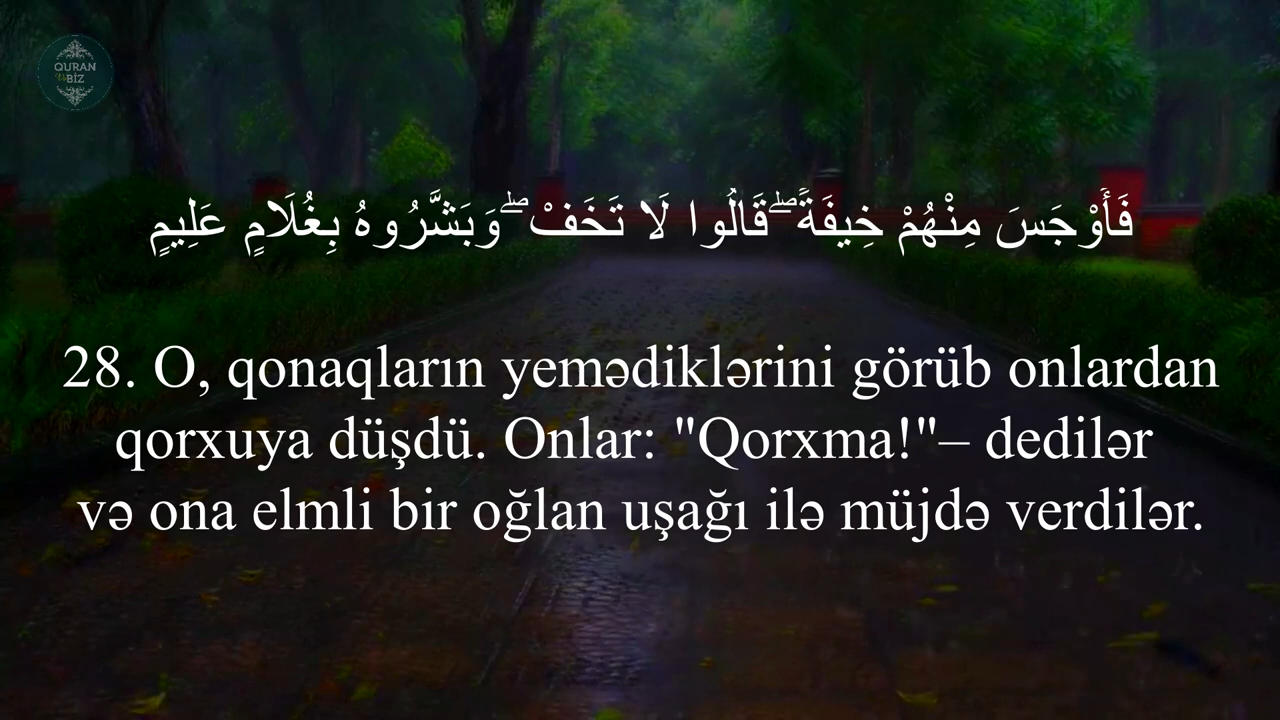 QURAN
Və BİZ
فَأَوْجَسَ مِنْهُمْ خِيفَةًۖ قَالُوا لَا تَخَفْۖ وَبَشَّرُوهُ بِغُلَامٍ عَلِيمٍ
28. O, qonaqların yemədiklərini görüb onlardan
qorxuya düşdü. Onlar: "Qorxma!"– dedilər
və ona elmli bir oğlan uşağı ilə müjdə verdilər.